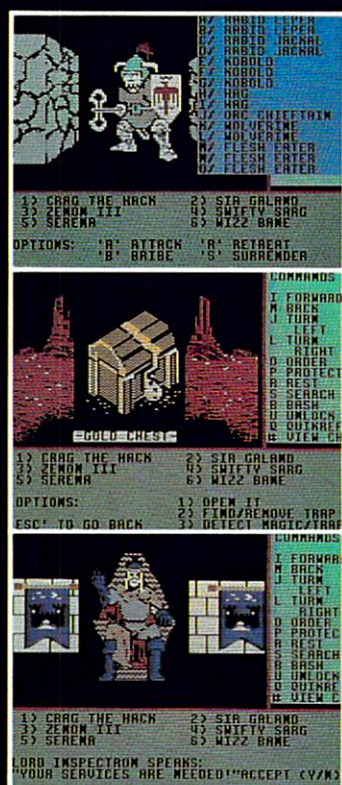 A/ RABID LEPER
B/ RABID LEPER
C/ RABID JACKAL
D/ RABID JACKAL
E/ KOBOLD
F/ KOBOLD
G/ KOBOLD
H/ HAG
I/ HAG
J/ ORC CHIEFTAIN
K/ WOLVERINE
L/ WOLVERINE
M/ FLESH EATER
N/ FLESH EATER
O/ FLESH EATER
1) CRAG THE HACK 2) SIR GALAND
3) ZENON III 4) SWIFTY SARG
5) SERENA 6) WIZZ BANE
OPTIONS: 'A' ATTACK 'R' RETREAT
'B' BRIBE 'S' SURRENDER
COMMANDS
I FORWARD
M BACK
J TURN
LEFT
L TURN
RIGHT
O ORDER
P PROTECT
R REST
S SEARCH
B BASH
U UNLOCK
Q QUIKREF
# VIEW CH
-GOLD CHEST-
1) CRAG THE HACK 2) SIR GALAND
3) ZENON III 4) SWIFTY SARG
5) SERENA 6) WIZZ BANE
OPTIONS: 1) OPEN IT
2) FIND/REMOVE TRAP
ESC' TO GO BACK 3) DETECT MAGIC/TRAP
COMMANDS
I FORWAR
M BACK
J TURN
LEFT
L TURN
RIGHT
O ORDER
P PROTEC
R REST
S SEARCH
B BASH
U UNLOCK
Q QUIKRE
# VIEW C
1) CRAG THE HACK 2) SIR GALAND
3) ZENON III 4) SWIFTY SARG
5) SERENA 6) WIZZ BANE
LORD INSPECTRON SPEAKS:
"YOUR SERVICES ARE NEEDED!"ACCEPT (Y/N)